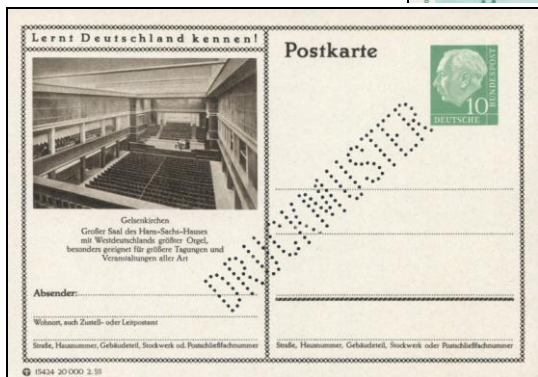 Lernt Deutschland kennen!
Gelsenkirchen
Großer Saal des Hans-Sachs-Hauses
mit Westdeutschlands größter Orgel,
besonders geeignet für größere Tagungen und
Veranstaltungen aller Art
Absender:
Wohnort, auch Zustell- oder Leitpostamt
Straße, Hausnummer, Gebäudeteil, Stockwerk od. Postschließfachnummer
15424 20 000 2. 55
Postkarte
10
DEUTSCHE
BUNDESPOST
DRUCKMUSTER
Straße, Hausnummer, Gebäudeteil, Stockwerk oder Postschließfachnummer